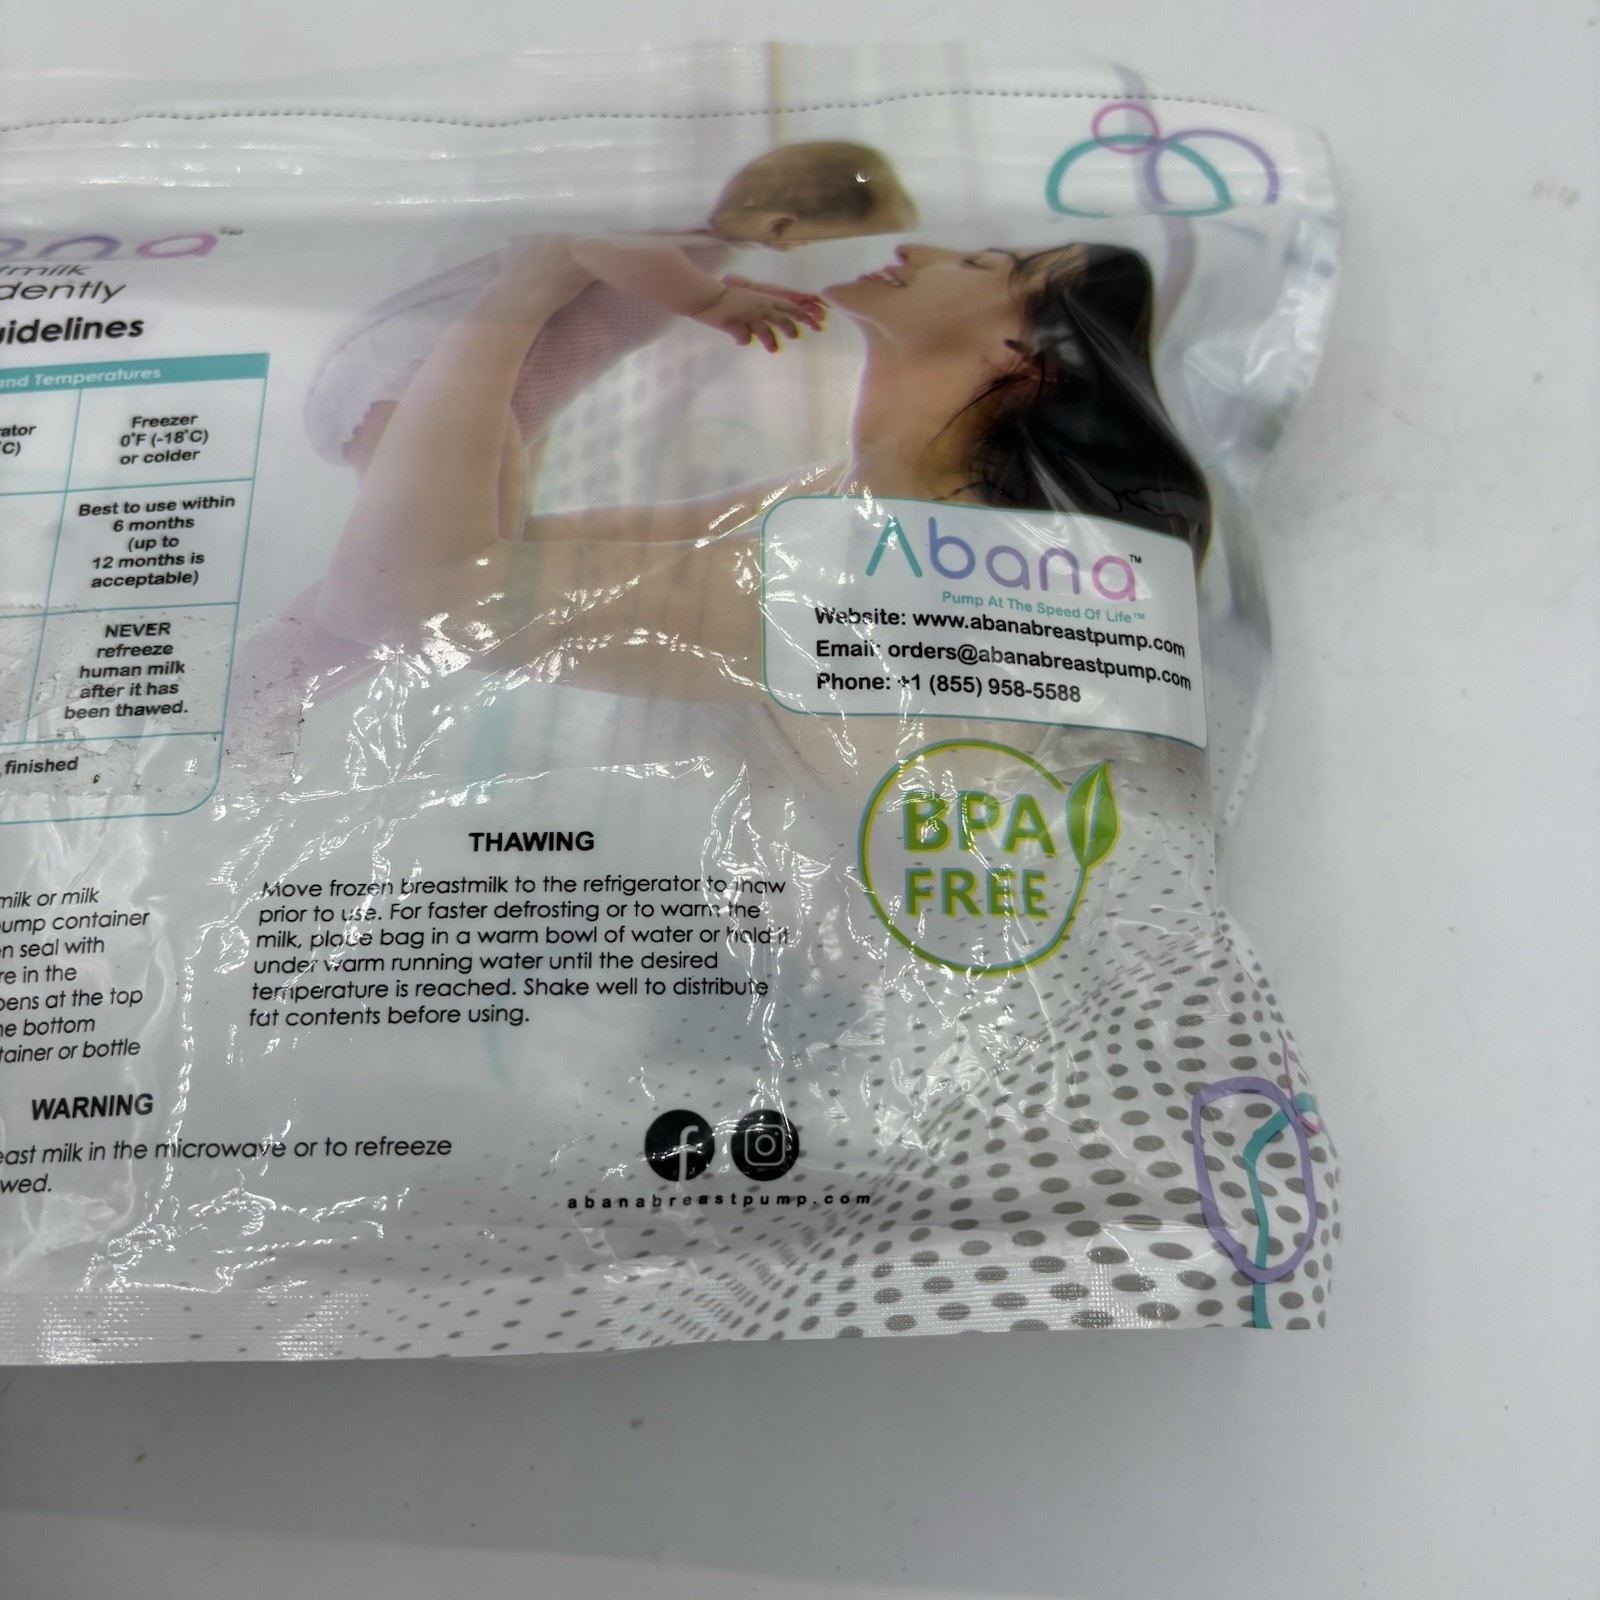 ana™
tmilk
dently
idelines
and Temperatures
rator
°C)
Freezer
0°F (-18°C)
or colder
Best to use within
6 months
(up to
12 months is
acceptable)
NEVER
refreeze
human milk
after it has
been thawed.
finished
Abana™
Pump At The Speed Of Life™
Website: www.abanabreastpump.com
Email: orders@abanabreastpump.com
Phone: +1 (855) 958-5588
BPA
FREE
milk or milk
ump container
n seal with
re in the
pens at the top
he bottom
tainer or bottle
THAWING
Move frozen breastmilk to the refrigerator to thaw
prior to use. For faster defrosting or to warm the
milk, place bag in a warm bowl of water or hold it
under warm running water until the desired
temperature is reached. Shake well to distribute
fat contents before using.
WARNING
east milk in the microwave or to refreeze
wed.
abanabreastpump.com